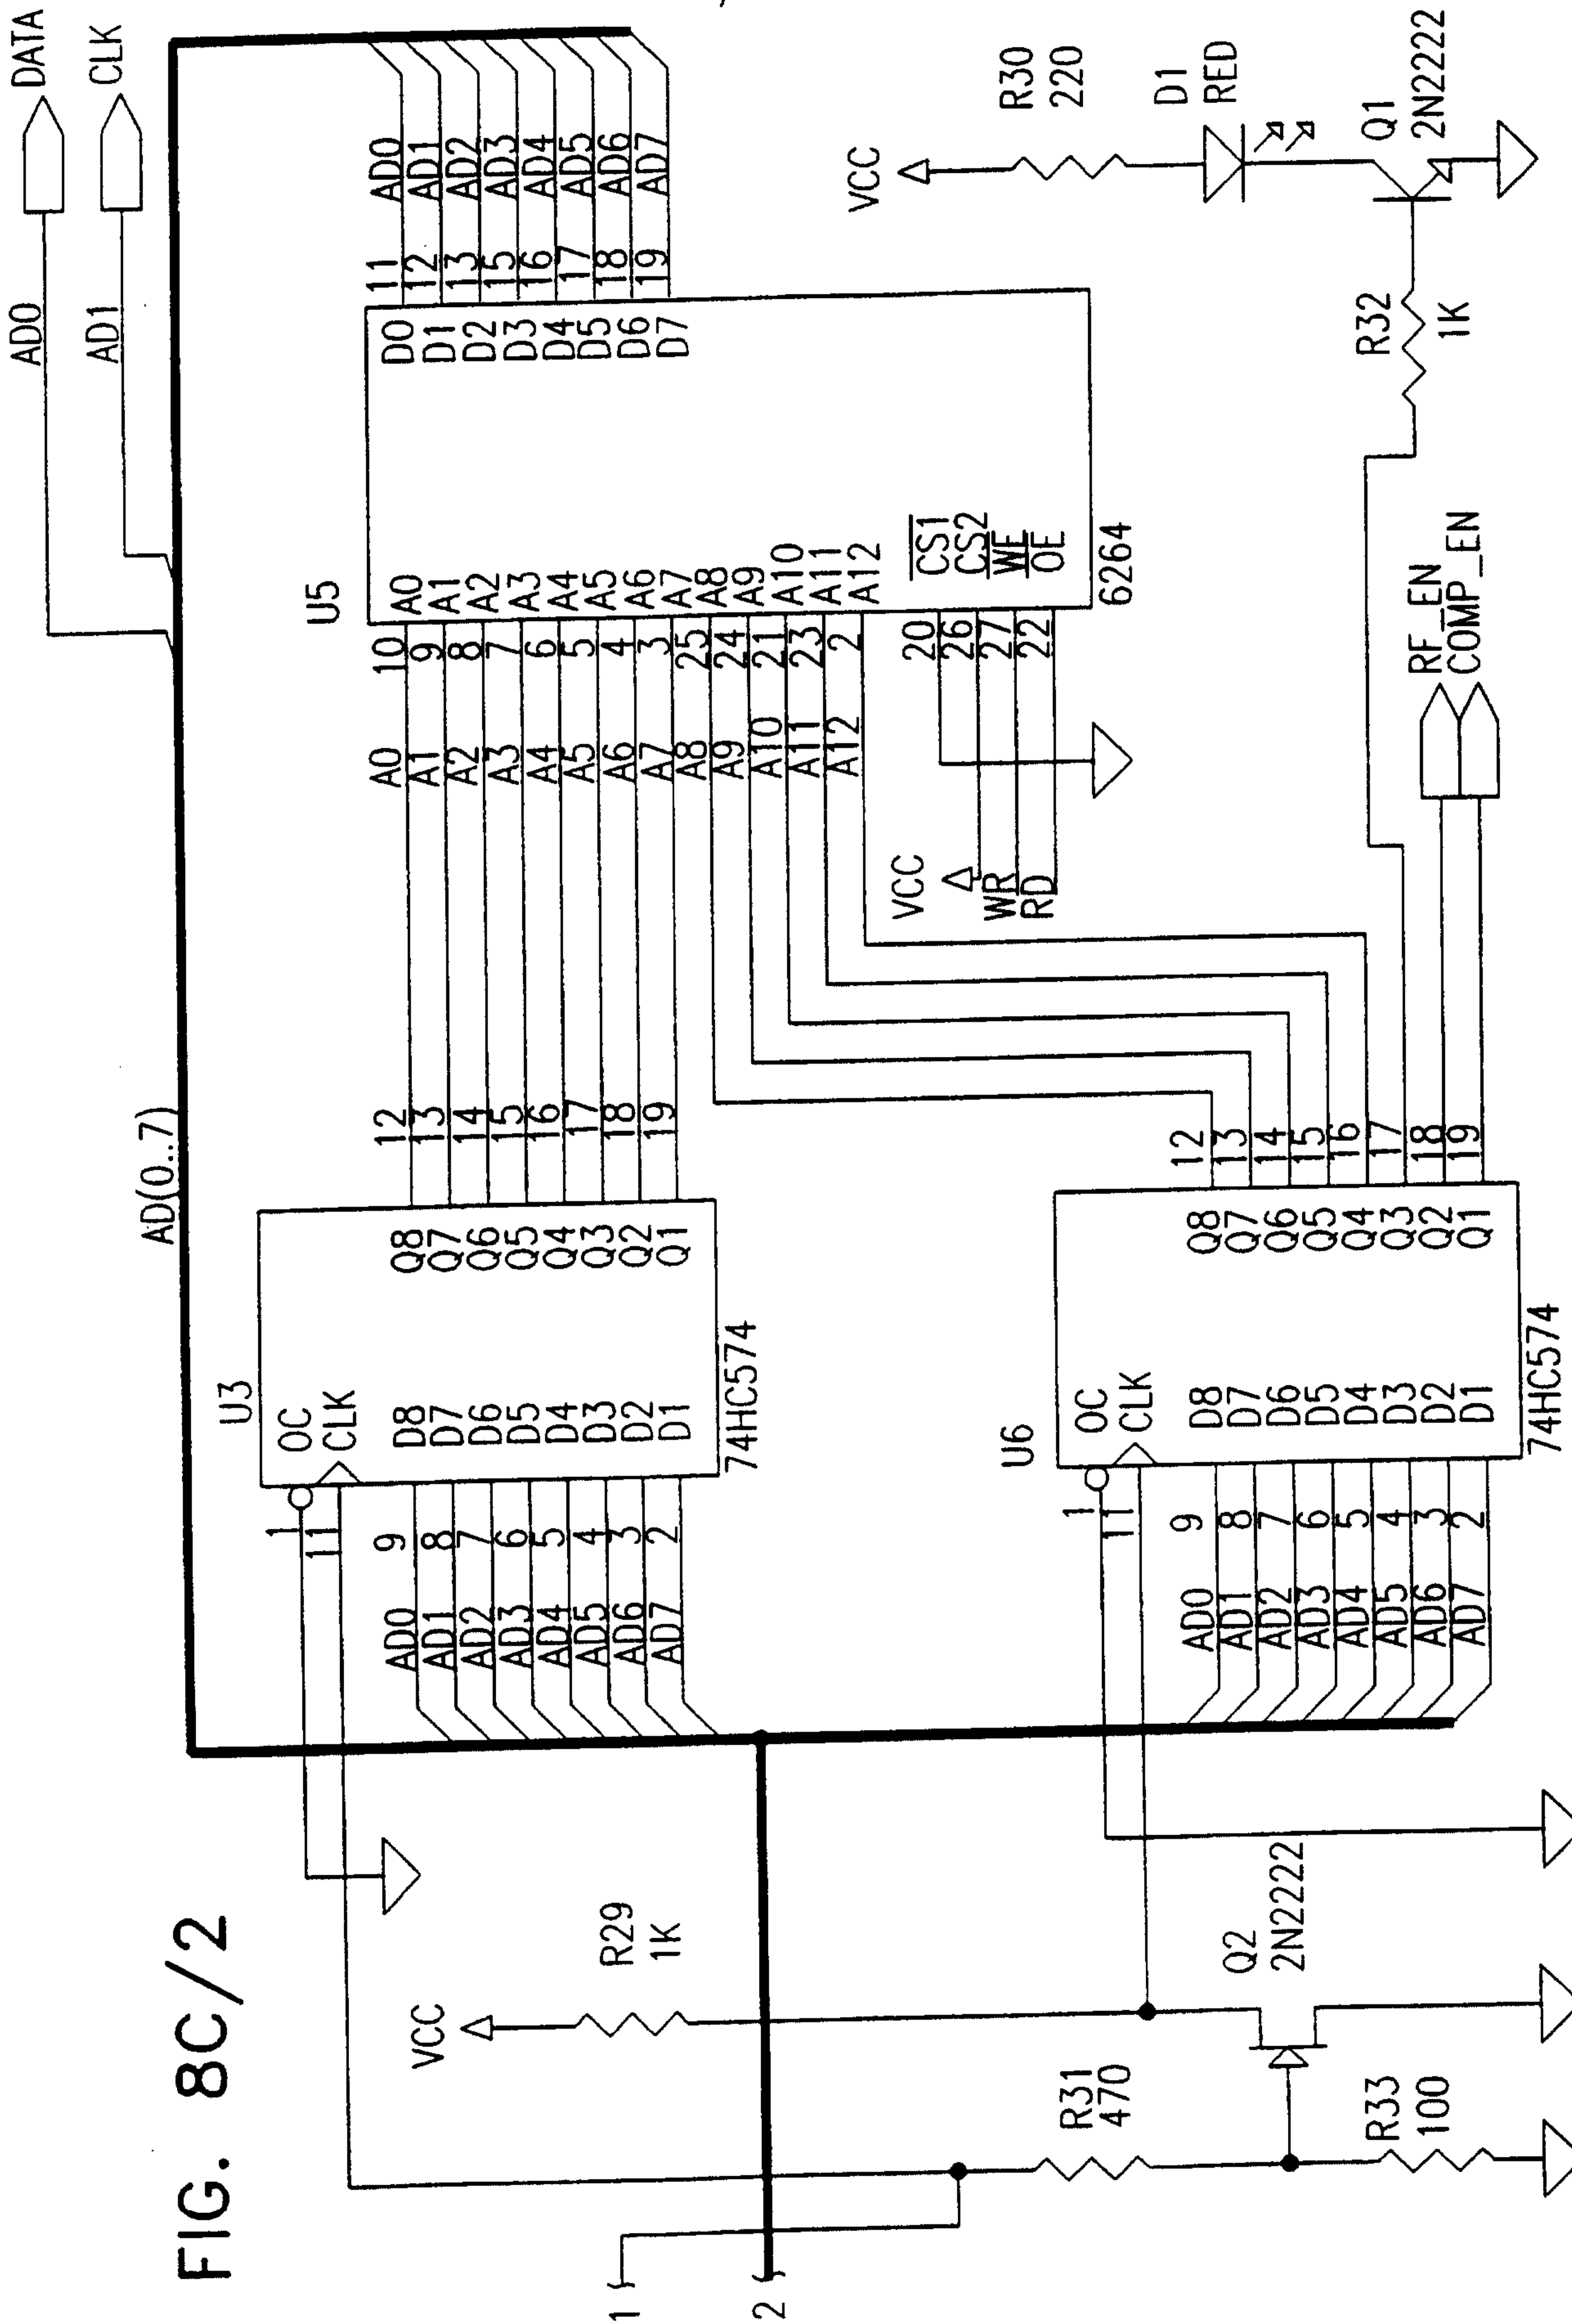 FIG. 8C/2
AD0
DATA
AD1
CLK
AD(0..7)
U3
OC
CLK
1
11
AD0 9 D8 Q8 12
AD1 8 D7 Q7 13
AD2 7 D6 Q6 14
AD3 6 D5 Q5 15
AD4 5 D4 Q4 16
AD5 4 D3 Q3 17
AD6 3 D2 Q2 18
AD7 2 D1 Q1 19
74HC574
U5
A0 10 A0 D0 11 AD0
A1 9 A1 D1 12 AD1
A2 8 A2 D2 13 AD2
A3 7 A3 D3 15 AD3
A4 6 A4 D4 16 AD4
A5 5 A5 D5 17 AD5
A6 4 A6 D6 18 AD6
A7 3 A7 D7 19 AD7
A8 25 A8
A9 24 A9
A10 21 A10
A11 23 A11
A12 2 A12
20 CS1
VCC 26 CS2
WR 27 WE
RD 22 OE
6264
VCC
R29
1K
1
2
R31
470
R33
100
Q2
2N2222
U6
OC
CLK
1
11
AD0 9 D8 Q8 12
AD1 8 D7 Q7 13
AD2 7 D6 Q6 14
AD3 6 D5 Q5 15
AD4 5 D4 Q4 16
AD5 4 D3 Q3 17
AD6 3 D2 Q2 18
AD7 2 D1 Q1 19
74HC574
RF_EN
COMP_EN
VCC
R30
220
D1
RED
R32
1K
Q1
2N2222